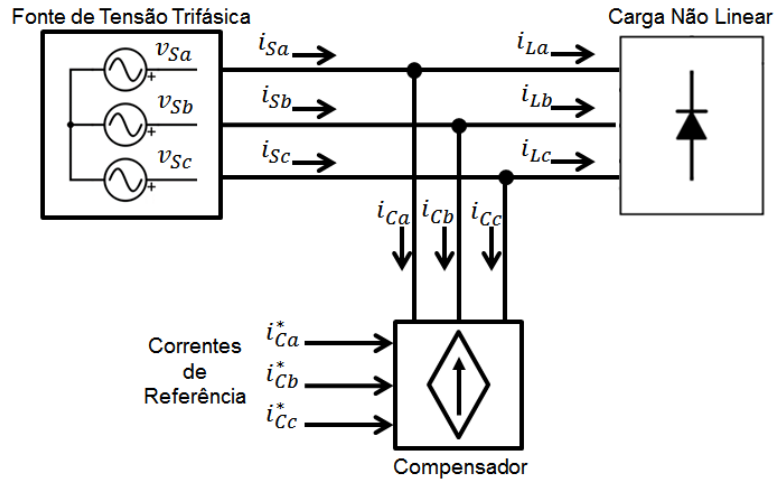 Fonte de Tensão Trifásica
Carga Não Linear
v_Sa
v_Sb
v_Sc
i_Sa
i_Sb
i_Sc
i_La
i_Lb
i_Lc
i_Ca i_Cb i_Cc
Correntes
de
Referência
i*_Ca
i*_Cb
i*_Cc
Compensador